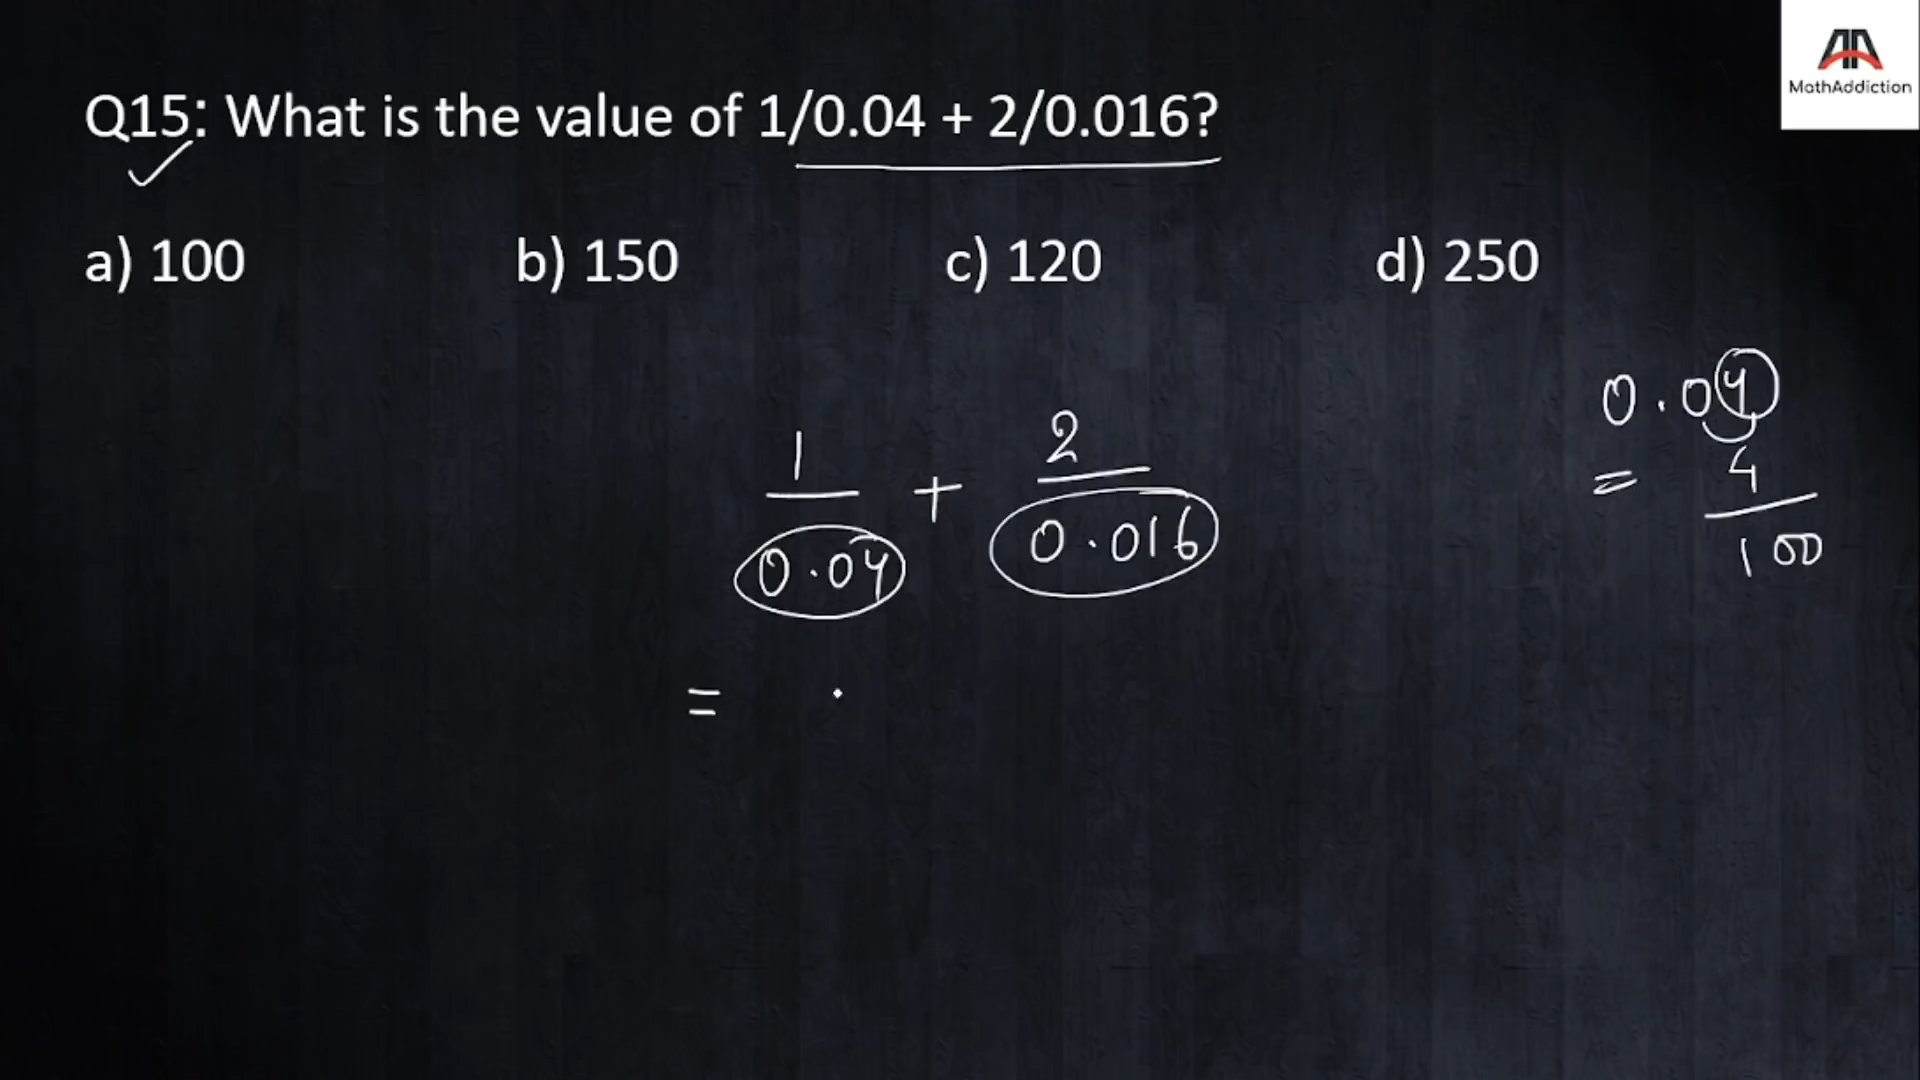 MathAddiction
Q15: What is the value of 1/0.04 + 2/0.016?
a) 100 b) 150 c) 120 d) 250
0.04
1 2
+
0.04 0.016
= 4
100
=